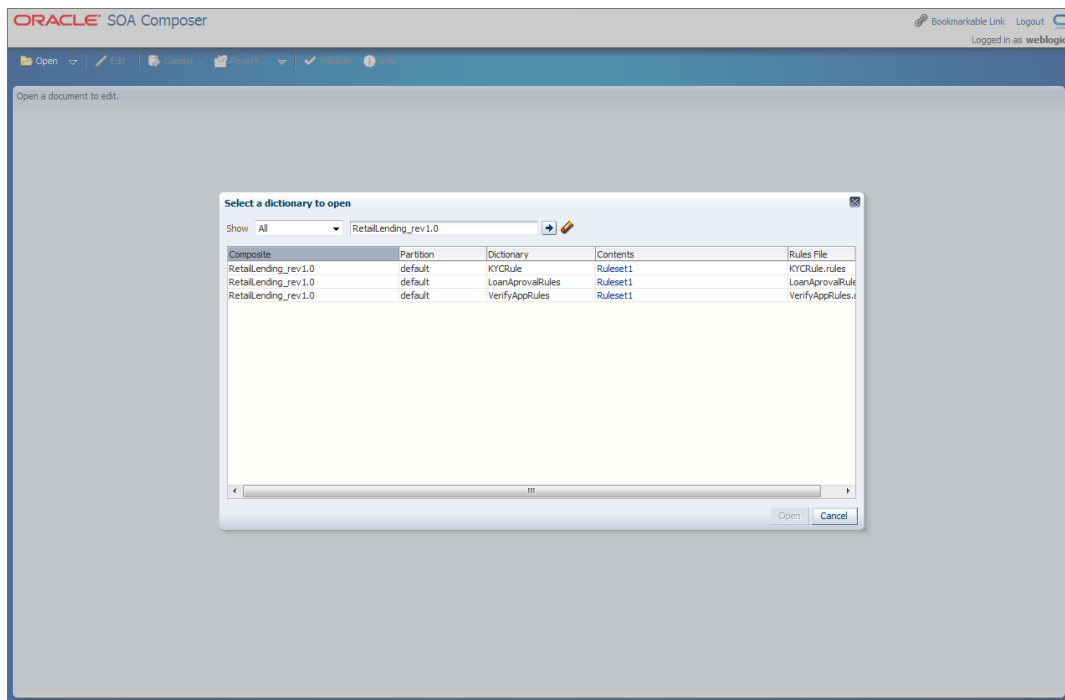 ORACLE SOA Composer
Bookmarkable Link Logout
Logged in as weblogic
Open Edit Commit... Revert... Validate Info
Open a document to edit.
Select a dictionary to open
Show All RetailLending_rev1.0
Composite Partition Dictionary Contents Rules File
RetailLending_rev1.0 default KYCRule Ruleset1 KYCRule.rules
RetailLending_rev1.0 default LoanAprovalRules Ruleset1 LoanAprovalRule
RetailLending_rev1.0 default VerifyAppRules Ruleset1 VerifyAppRules.r
Open Cancel